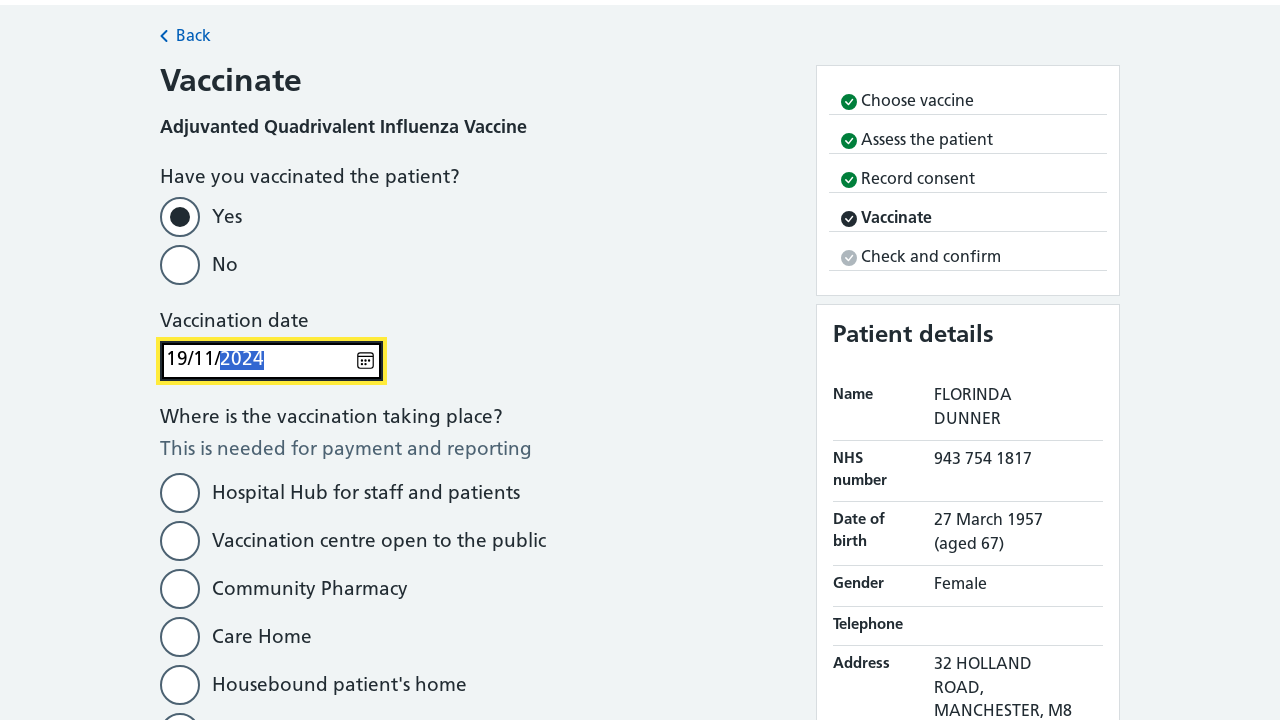 Back
Vaccinate
Adjuvanted Quadrivalent Influenza Vaccine
Have you vaccinated the patient?
Yes
No
Vaccination date
19/11/2024
Where is the vaccination taking place?
This is needed for payment and reporting
Hospital Hub for staff and patients
Vaccination centre open to the public
Community Pharmacy
Care Home
Housebound patient's home
Choose vaccine
Assess the patient
Record consent
Vaccinate
Check and confirm
Patient details
Name FLORINDA
DUNNER
NHS 943 754 1817
number
Date of 27 March 1957
birth (aged 67)
Gender Female
Telephone
Address 32 HOLLAND
ROAD,
MANCHESTER, M8